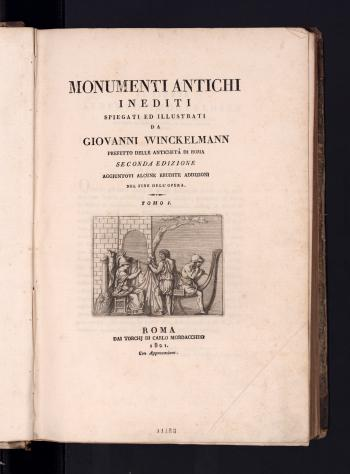 MONUMENTI ANTICHI
INEDITI
SPIEGATI ED ILLUSTRATI
DA
GIOVANNI WINCKELMANN
PREFETTO DELLE ANTICHITÀ DI ROMA
SECONDA EDIZIONE
AGGIUNTOVI ALCUNE ERUDITE ADDIZIONI
NEL FINE DELL'OPERA.
TOMO I.
ROMA
DAI TORCHJ DI CARLO MORDACCHINI
1821.
Con Approvazione.